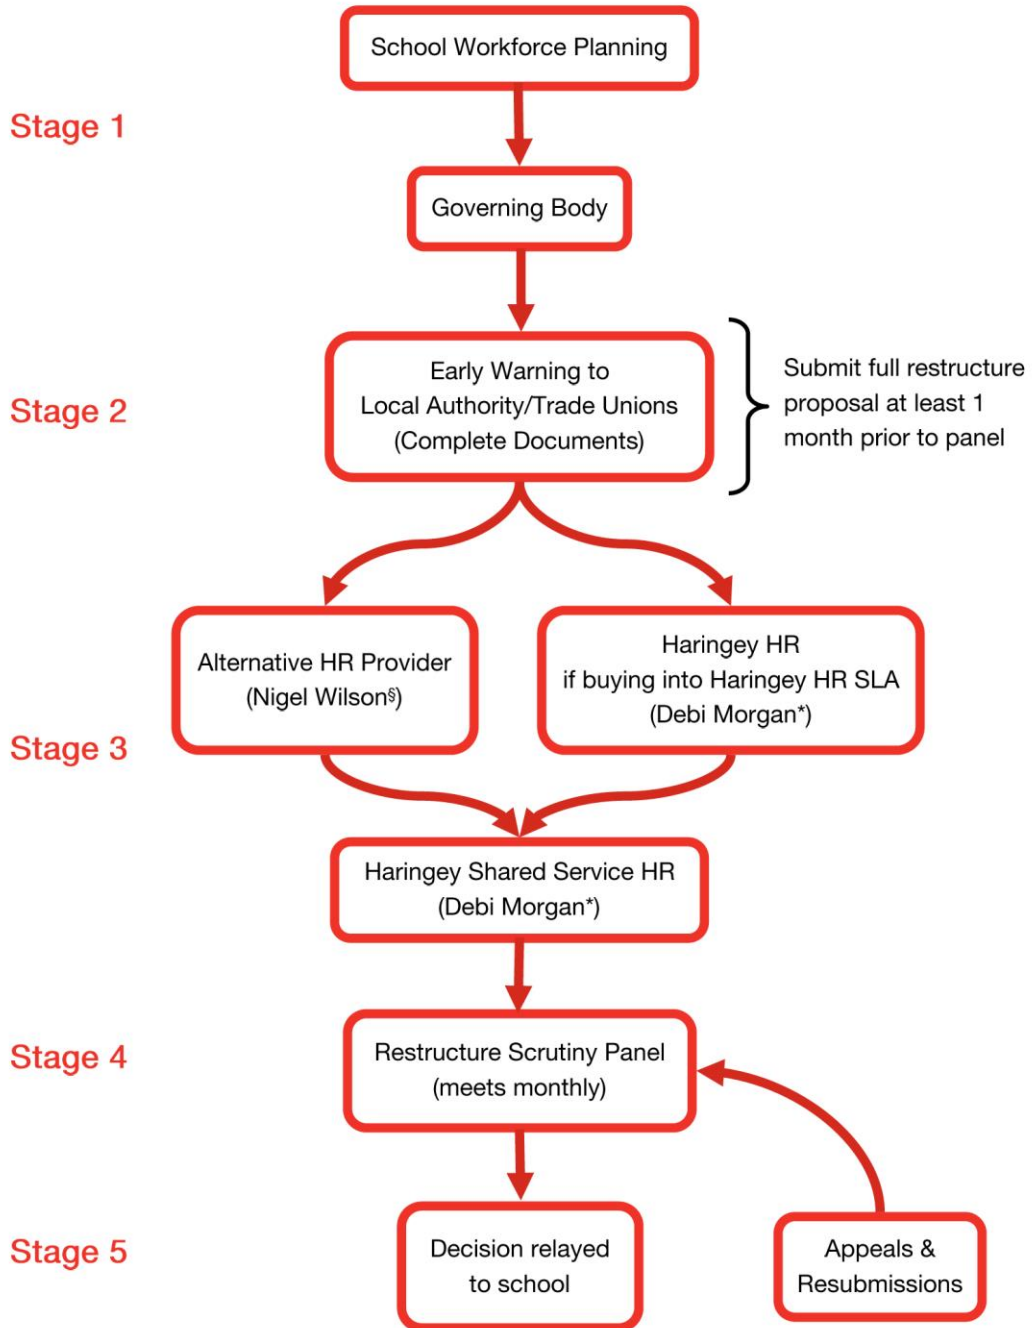 School Workforce Planning
Stage 1
Governing Body
Early Warning to
Local Authority/Trade Unions
(Complete Documents)
Stage 2
Submit full restructure
proposal at least 1
month prior to panel
Alternative HR Provider
(Nigel Wilson§)
Haringey HR
if buying into Haringey HR SLA
(Debi Morgan*)
Stage 3
Haringey Shared Service HR
(Debi Morgan*)
Stage 4
Restructure Scrutiny Panel
(meets monthly)
Stage 5
Decision relayed
to school
Appeals &
Resubmissions